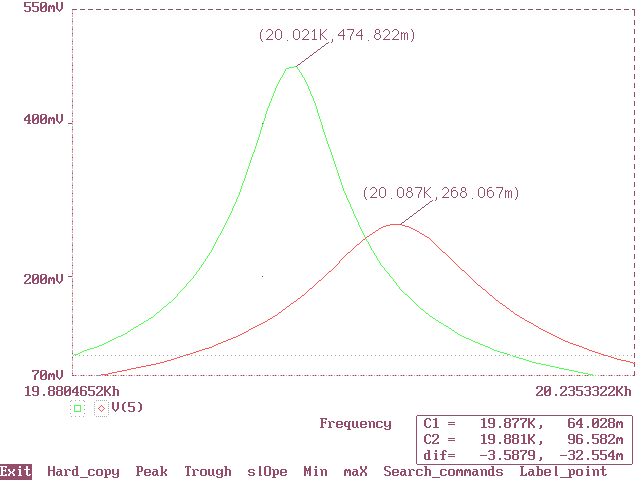 550mV
(20.021K,474.822m)
400mV
(20.087K,268.067m)
200mV
70mV
19.8804652Kh 20.2353322Kh
V(5)
Frequency
C1 = 19.877K, 64.028m
C2 = 19.881K, 96.582m
dif= -3.5879, -32.554m
Exit Hard_copy Peak Trough slOpe Min maX Search_commands Label_point